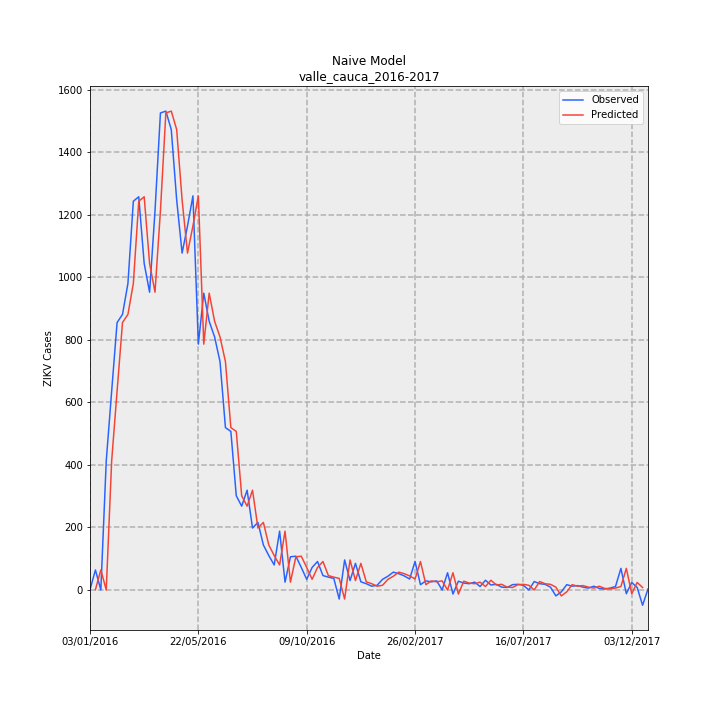 Naive Model
valle_cauca_2016-2017
Observed
Predicted
1600
1400
1200
1000
800
600
400
200
0
ZIKV Cases
03/01/2016 22/05/2016 09/10/2016 26/02/2017 16/07/2017 03/12/2017
Date